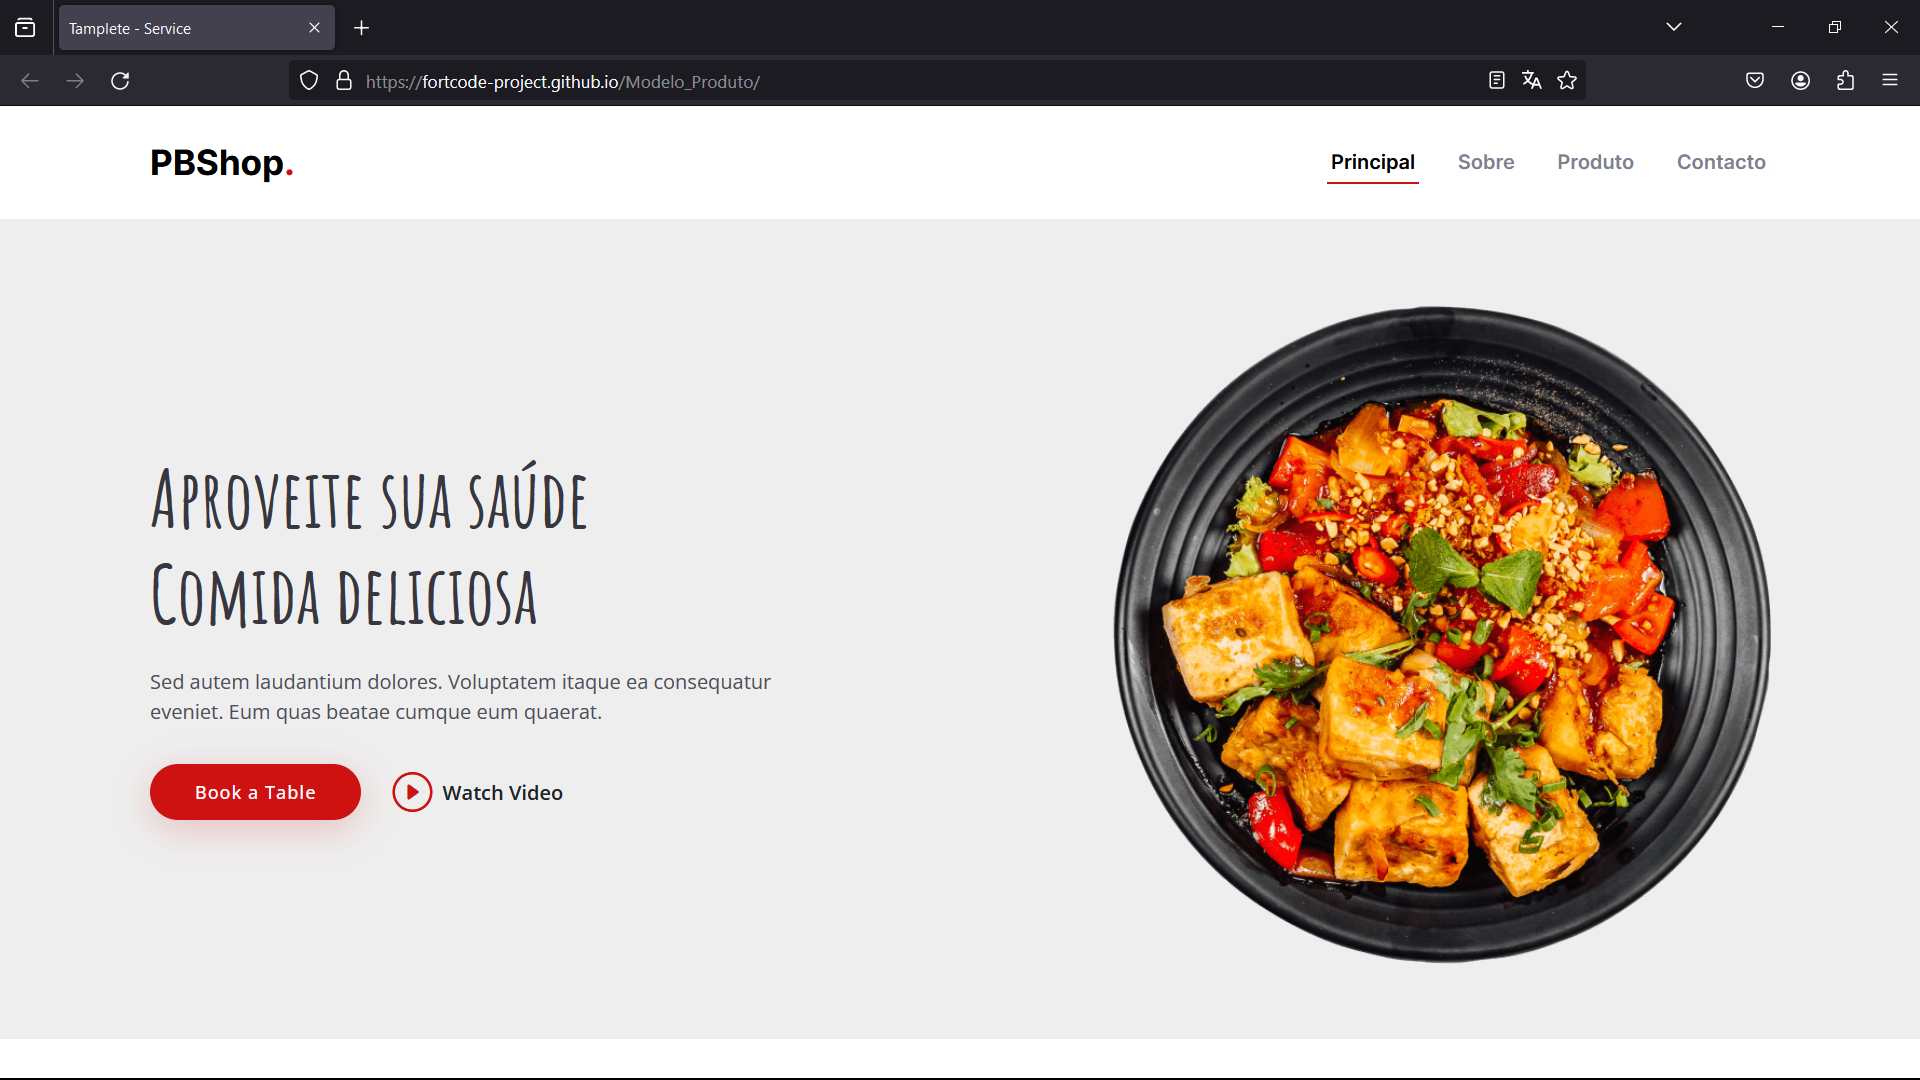 Tamplete - Service
https://fortcode-project.github.io/Modelo_Produto/
PBShop.
Principal
Sobre
Produto
Contacto
Aproveite sua saúde
Comida deliciosa
Sed autem laudantium dolores. Voluptatem itaque ea consequatur
eveniet. Eum quas beatae cumque eum quaerat.
Book a Table
Watch Video